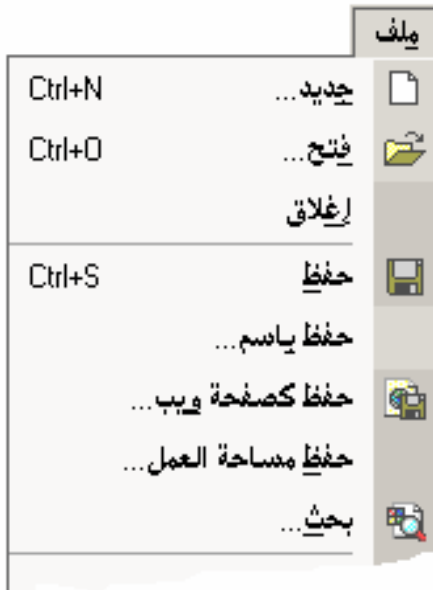 ملف
جديد... Ctrl+N
فتح... Ctrl+O
إغلاق
حفظ Ctrl+S
حفظ باسم...
حفظ كصفحة ويب...
حفظ مساحة العمل...
بحث...